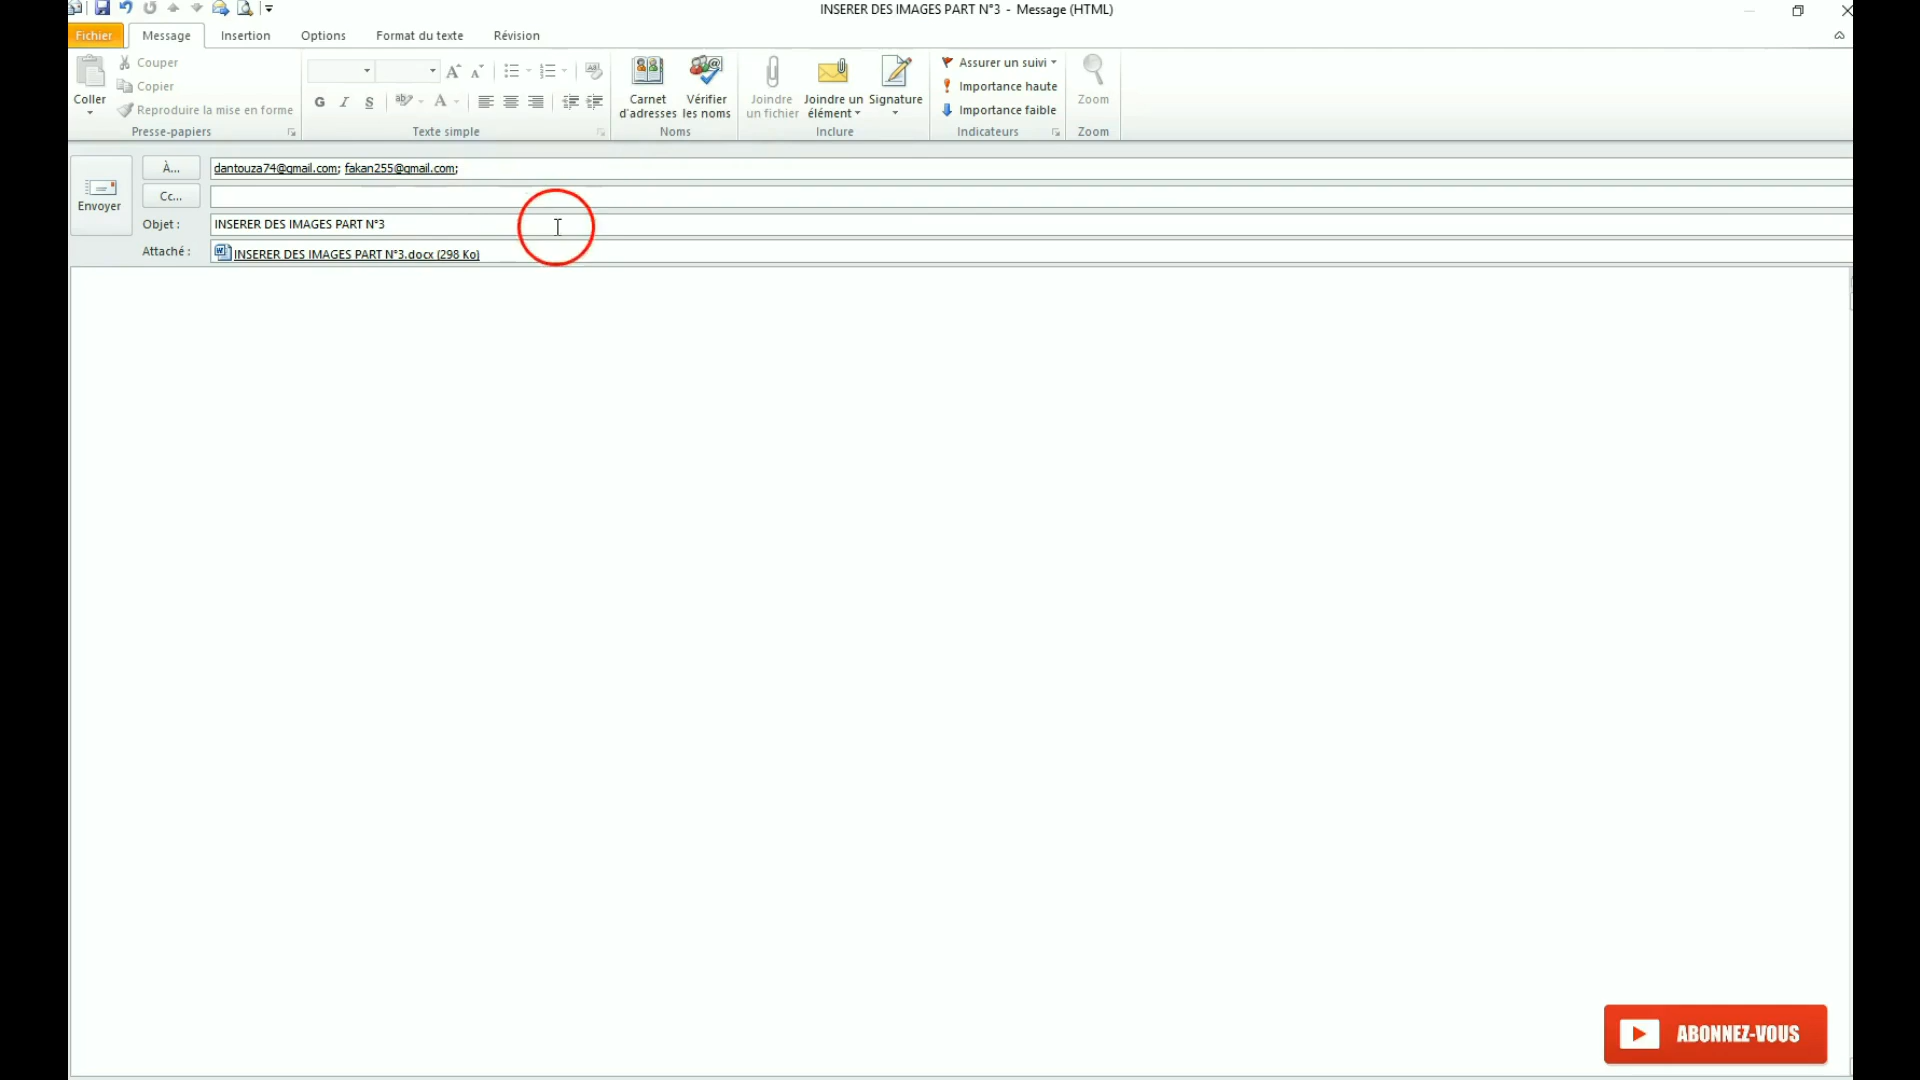 INSERER DES IMAGES PART N°3 - Message (HTML)
Fichier Message Insertion Options Format du texte Révision
Coller
Couper
Copier
Reproduire la mise en forme
Presse-papiers
G I S
Texte simple
Carnet d'adresses
Vérifier les noms
Noms
Joindre un fichier
Joindre un élément
Signature
Inclure
Assurer un suivi
Importance haute
Importance faible
Indicateurs
Zoom
Zoom
Envoyer
À... dantouza74@gmail.com; fakan255@gmail.com;
Cc...
Objet : INSERER DES IMAGES PART N°3
Attaché : INSERER DES IMAGES PART N°3.docx (298 Ko)
ABONNEZ-VOUS